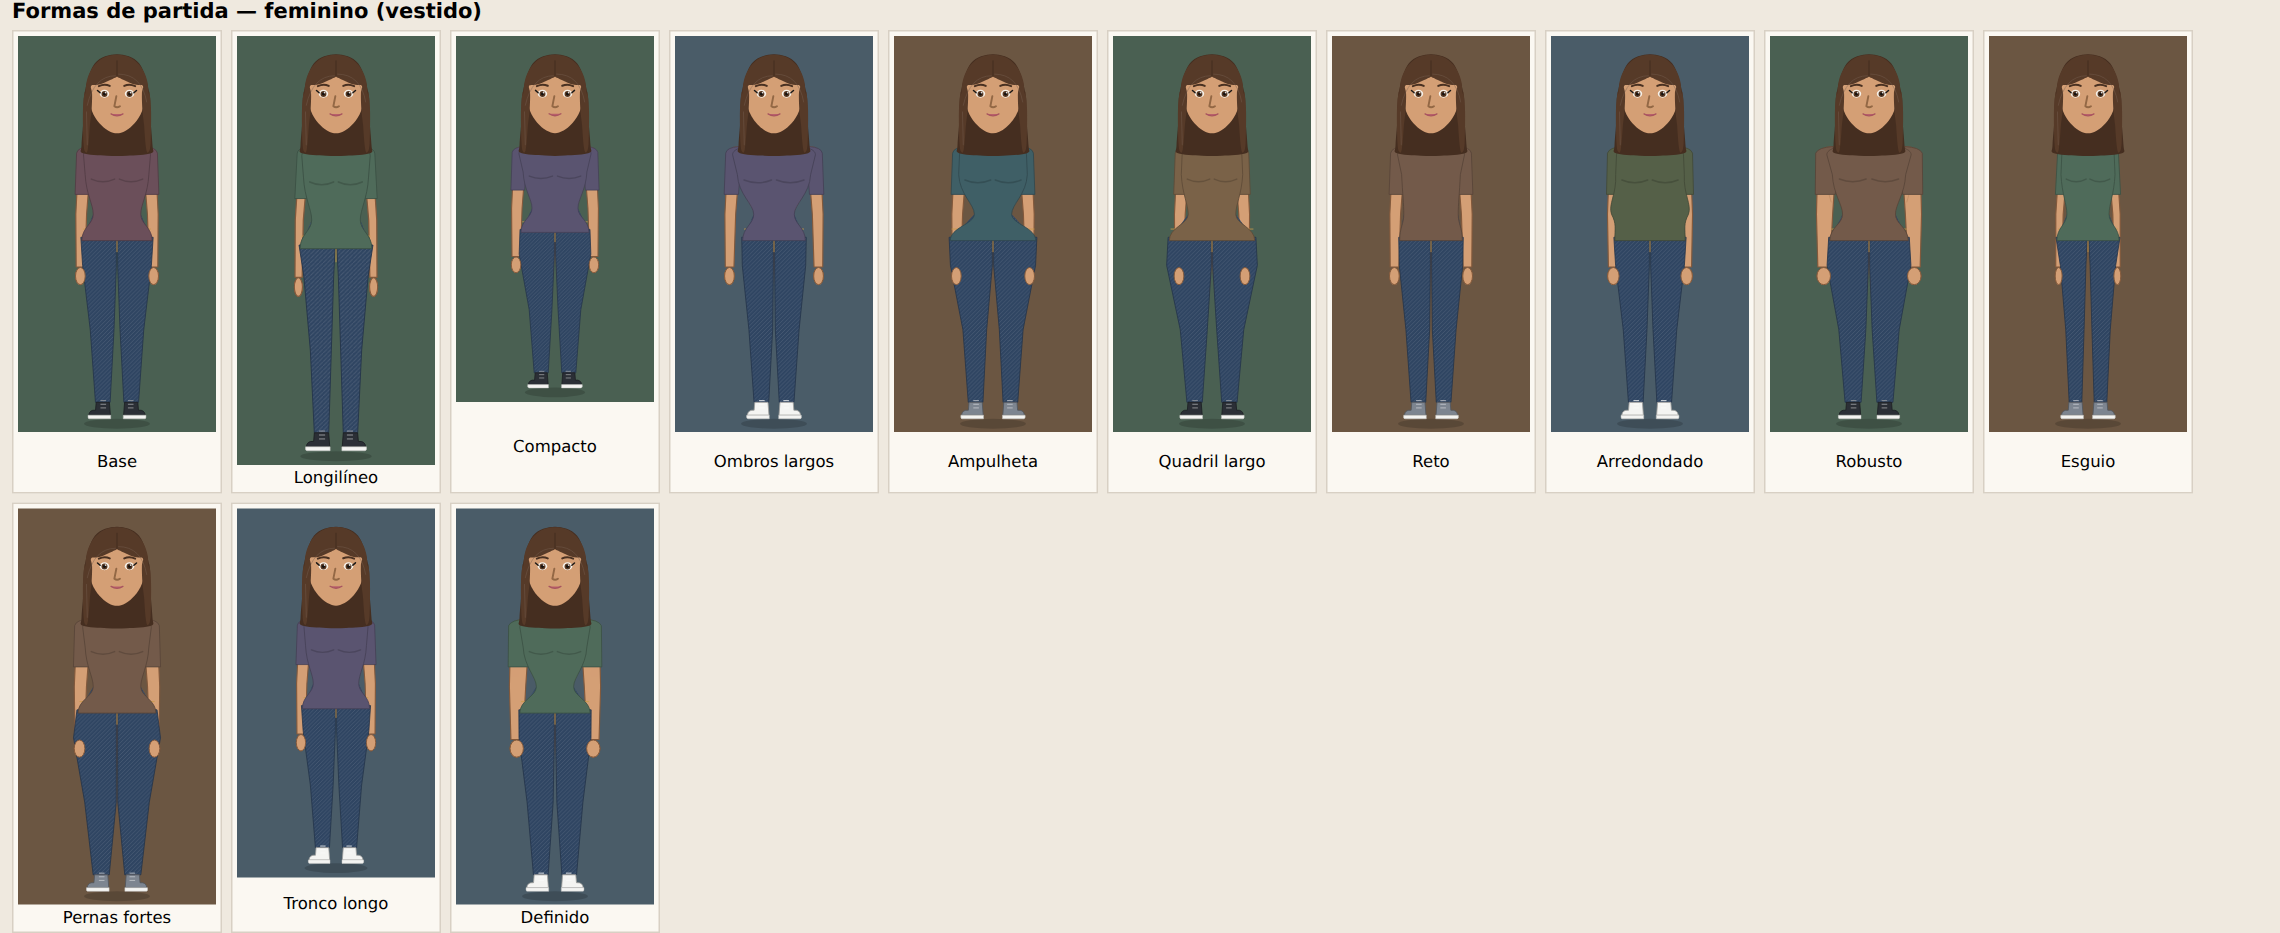 Formas de partida — feminino (vestido)
Base
Longilíneo
Compacto
Ombros largos
Ampulheta
Quadril largo
Reto
Arredondado
Robusto
Esguio
Pernas fortes
Tronco longo
Definido